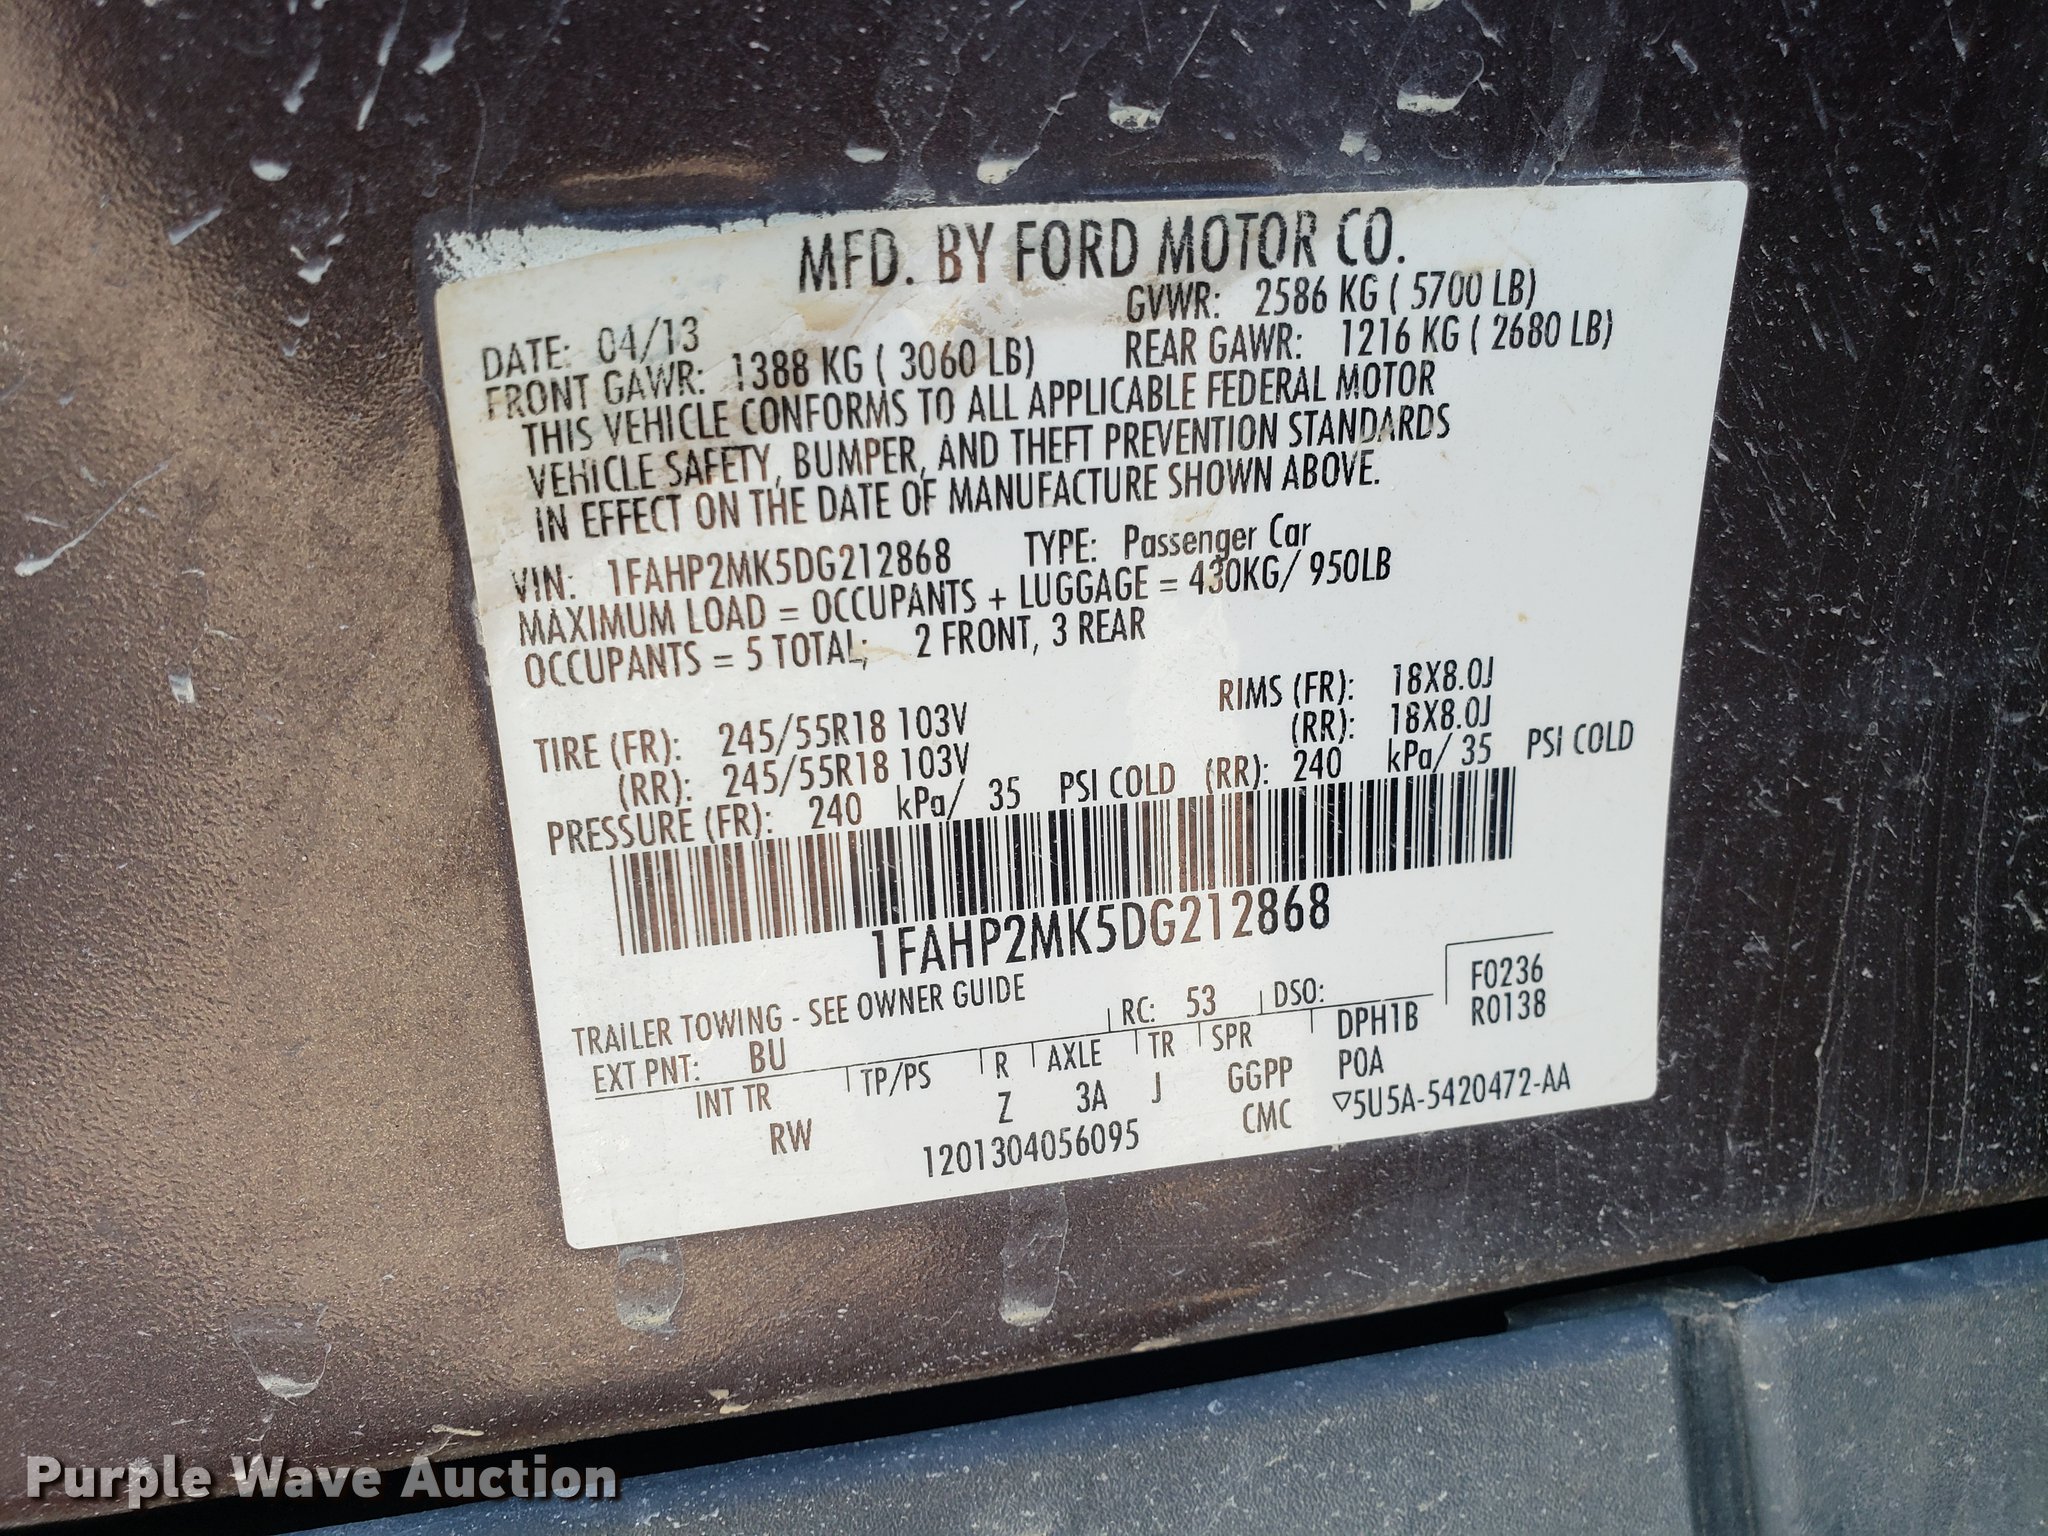 MFD. BY FORD MOTOR CO.
DATE: 04/13 GVWR: 2586 KG ( 5700 LB)
FRONT GAWR: 1388 KG ( 3060 LB) REAR GAWR: 1216 KG ( 2680 LB)
THIS VEHICLE CONFORMS TO ALL APPLICABLE FEDERAL MOTOR
VEHICLE SAFETY, BUMPER, AND THEFT PREVENTION STANDARDS
IN EFFECT ON THE DATE OF MANUFACTURE SHOWN ABOVE.
VIN: 1FAHP2MK5DG212868 TYPE: Passenger Car
MAXIMUM LOAD = OCCUPANTS + LUGGAGE = 430KG/ 950LB
OCCUPANTS = 5 TOTAL; 2 FRONT, 3 REAR
TIRE (FR): 245/55R18 103V RIMS (FR): 18X8.0J
(RR): 245/55R18 103V (RR): 18X8.0J
PRESSURE (FR): 240 kPa/ 35 PSI COLD (RR): 240 kPa/ 35 PSI COLD
1FAHP2MK5DG212868
TRAILER TOWING - SEE OWNER GUIDE
EXT PNT: BU RC: 53 DSO: F0236
INT TR TP/PS R AXLE TR SPR DPH1B R0138
RW Z 3A J GGPP POA
1201304056095 CMC ▽5U5A-5420472-AA
Purple Wave Auction